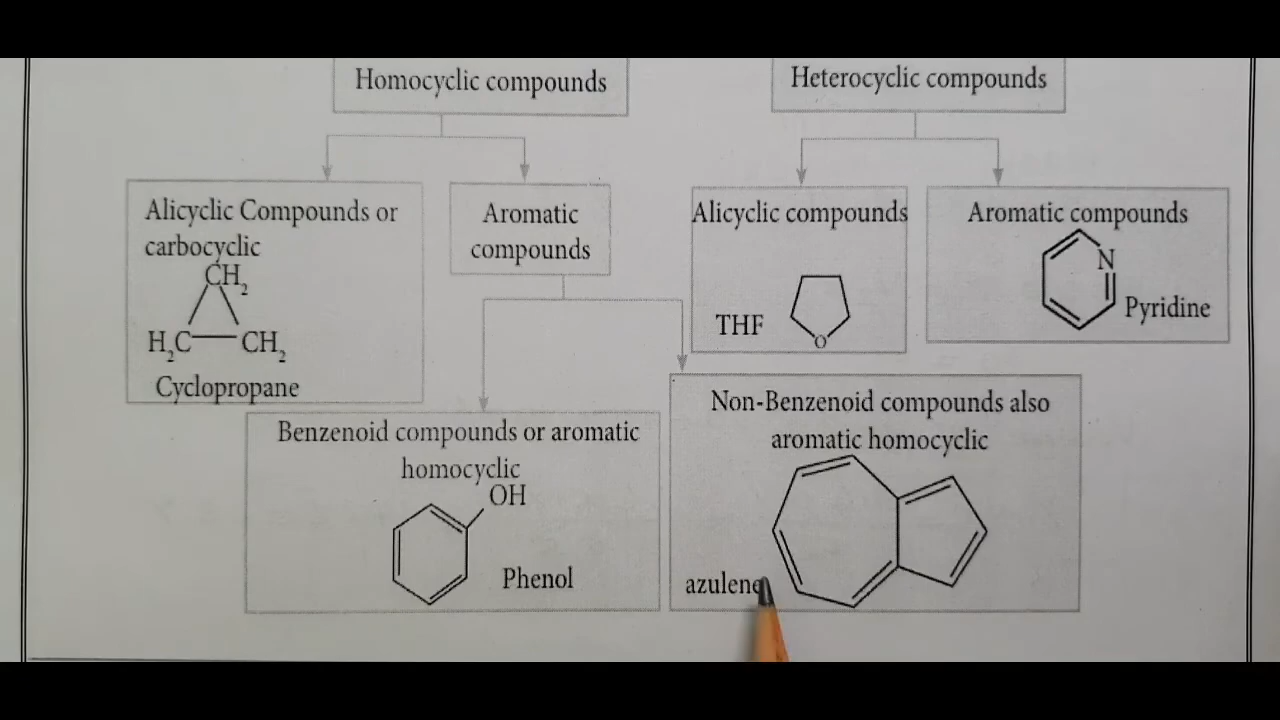 Homocyclic compounds
Heterocyclic compounds
Alicyclic Compounds or
carbocyclic
CH₂
H₂C
CH₂
Cyclopropane
Aromatic
compounds
Alicyclic compounds
THF
O
Aromatic compounds
N
Pyridine
Benzenoid compounds or aromatic
homocyclic
OH
Phenol
Non-Benzenoid compounds also
aromatic homocyclic
azulene